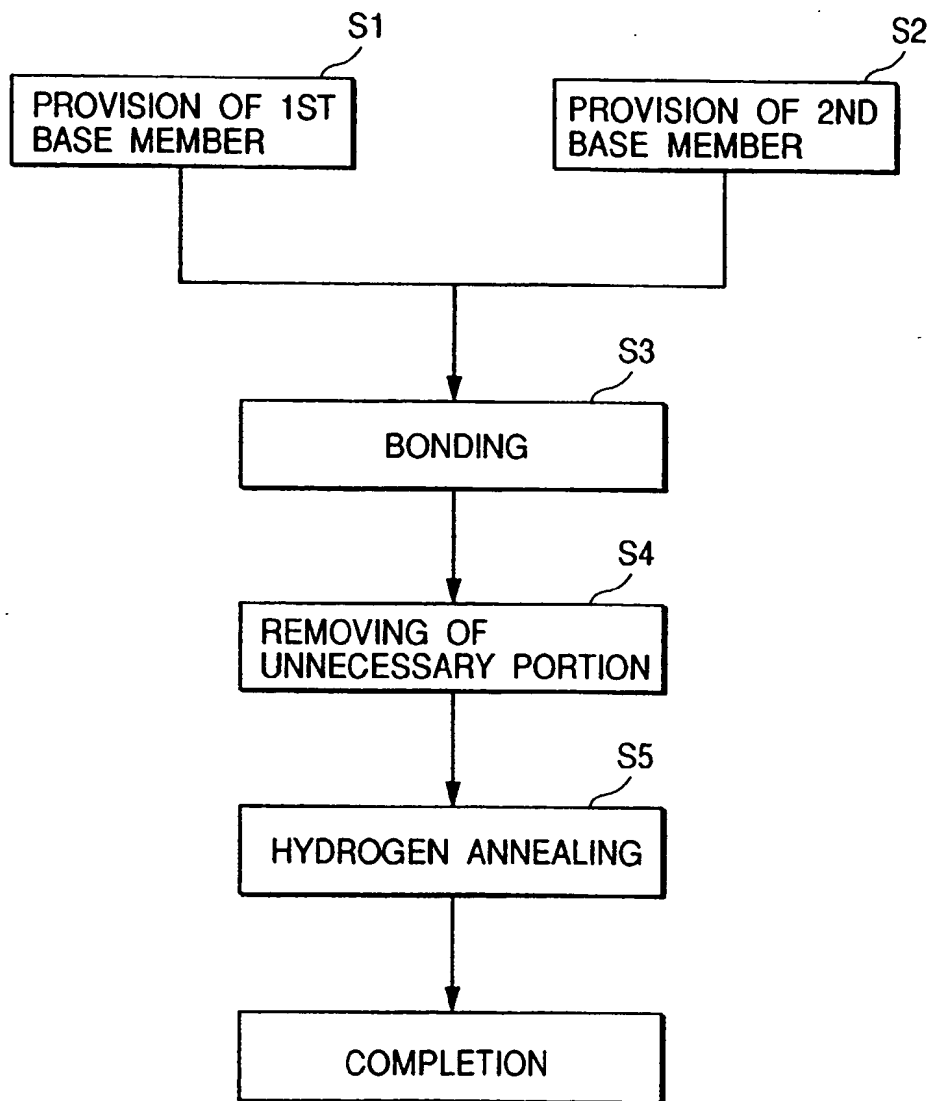 S1
S2
PROVISION OF 1ST
BASE MEMBER
PROVISION OF 2ND
BASE MEMBER
S3
BONDING
S4
REMOVING OF
UNNECESSARY PORTION
S5
HYDROGEN ANNEALING
COMPLETION